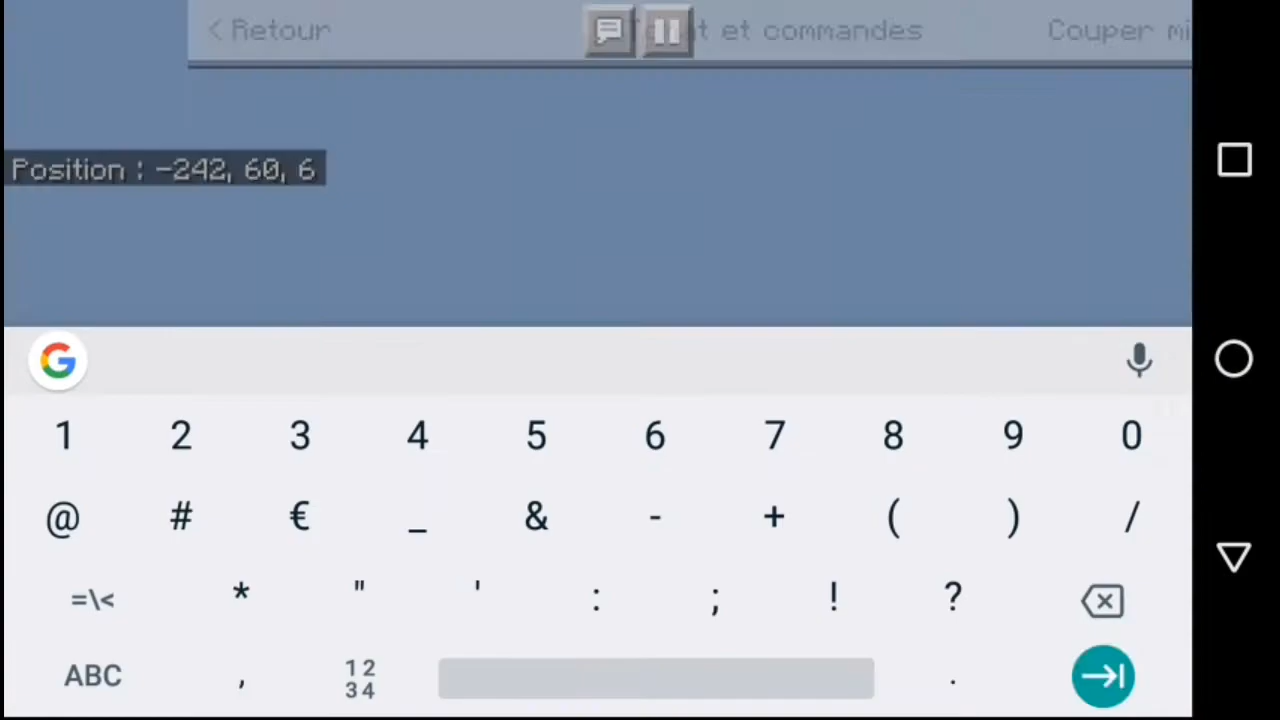 < Retour
t et commandes
Couper mi
Position : -242, 60, 6
G
1 2 3 4 5 6 7 8 9 0
@ # € _ & - + ( ) /
=\< * " ' : ; ! ?
ABC , 12 34 .